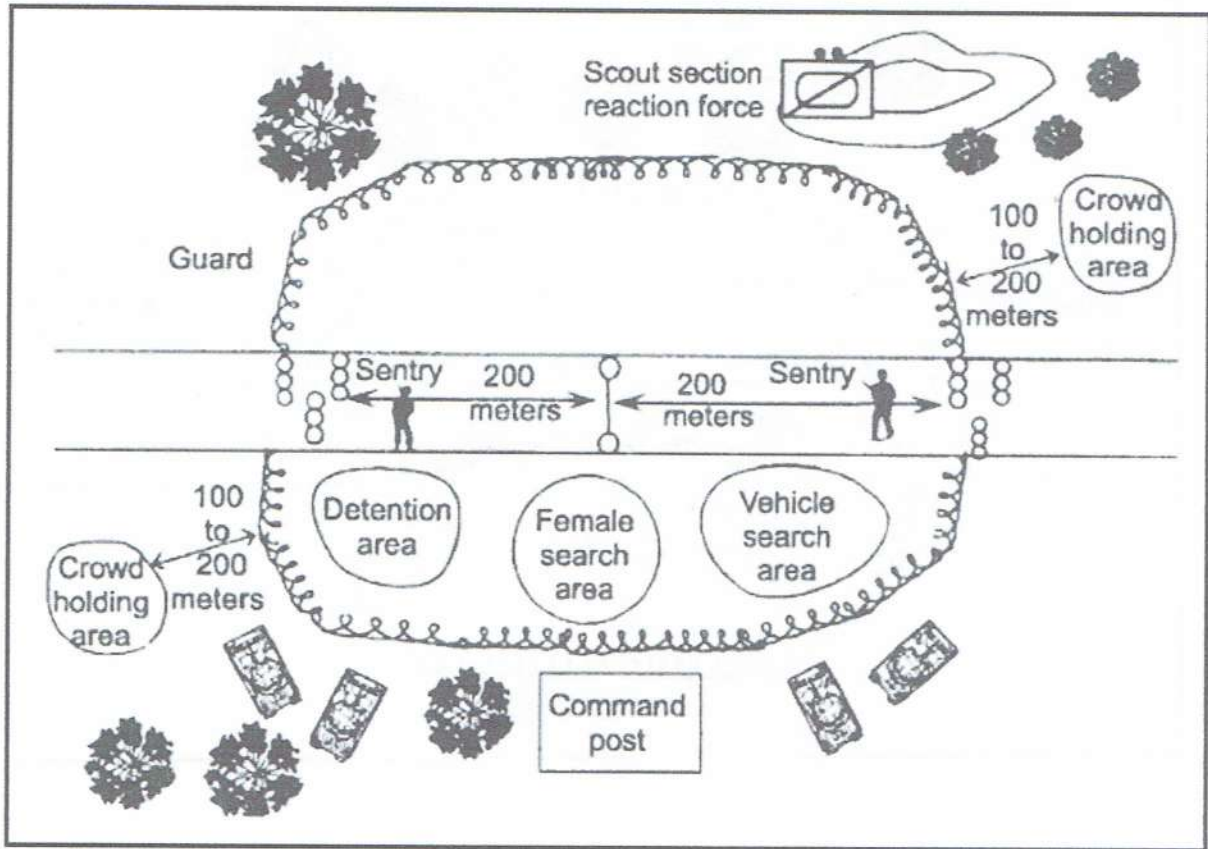 Scout section
reaction force
Crowd
holding
area
100
to
200
meters
Guard
Sentry
200
meters
200
meters
Sentry
Detention
area
Female
search
area
Vehicle
search
area
100
to
200
meters
Crowd
holding
area
Command
post